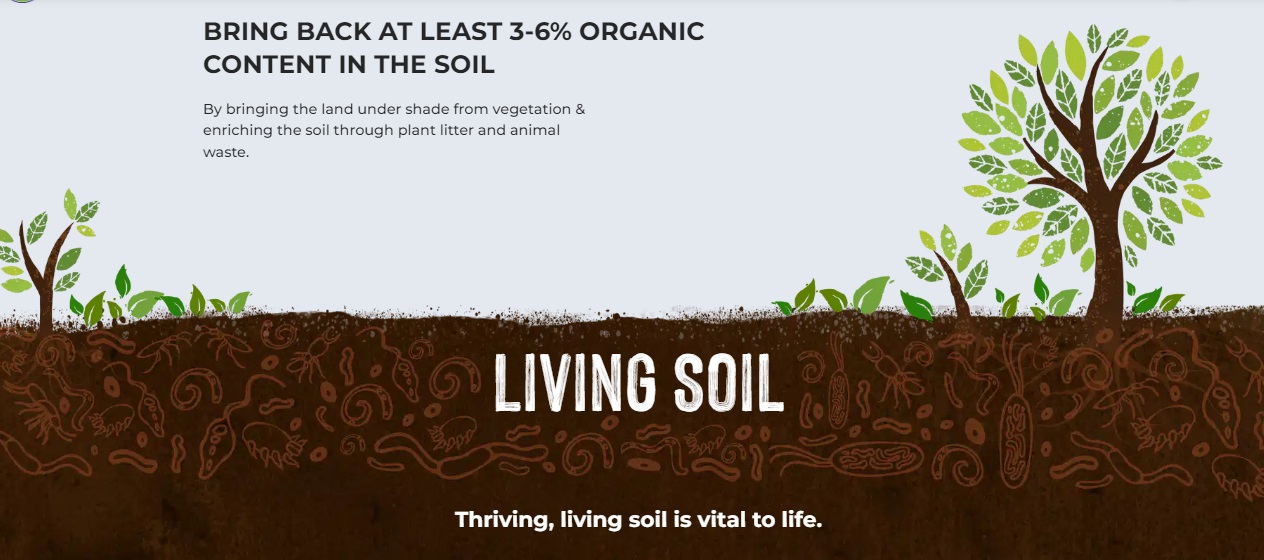 BRING BACK AT LEAST 3-6% ORGANIC
CONTENT IN THE SOIL
By bringing the land under shade from vegetation &
enriching the soil through plant litter and animal
waste.
LIVING SOIL
Thriving, living soil is vital to life.